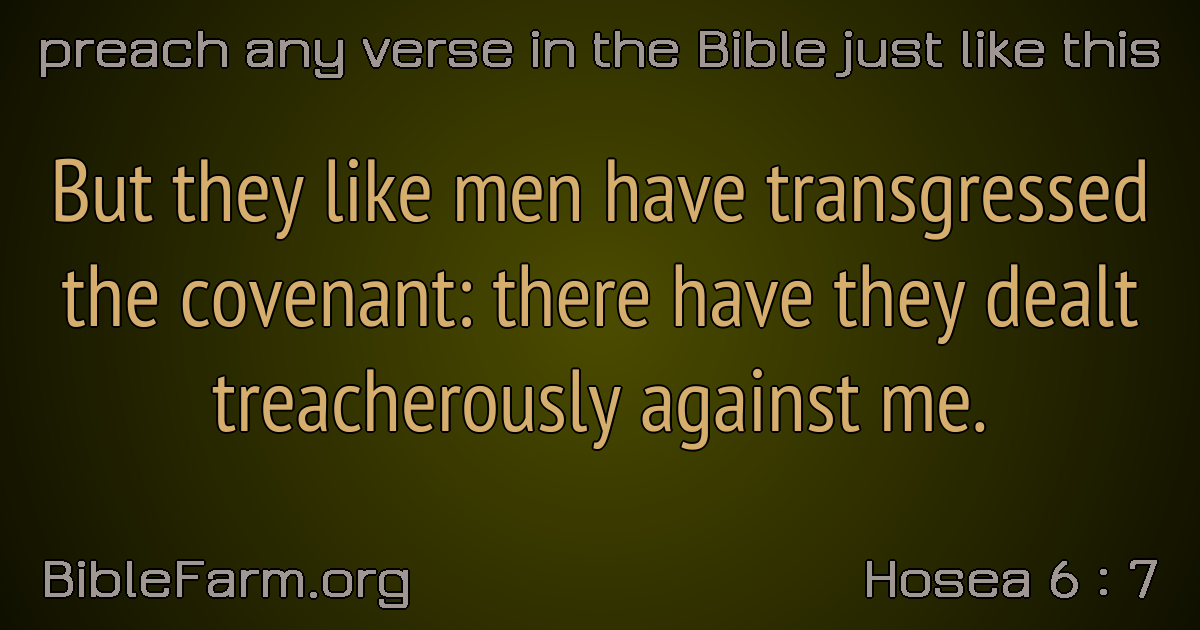 preach any verse in the Bible just like this
But they like men have transgressed
the covenant: there have they dealt
treacherously against me.
BibleFarm.org
Hosea 6 : 7